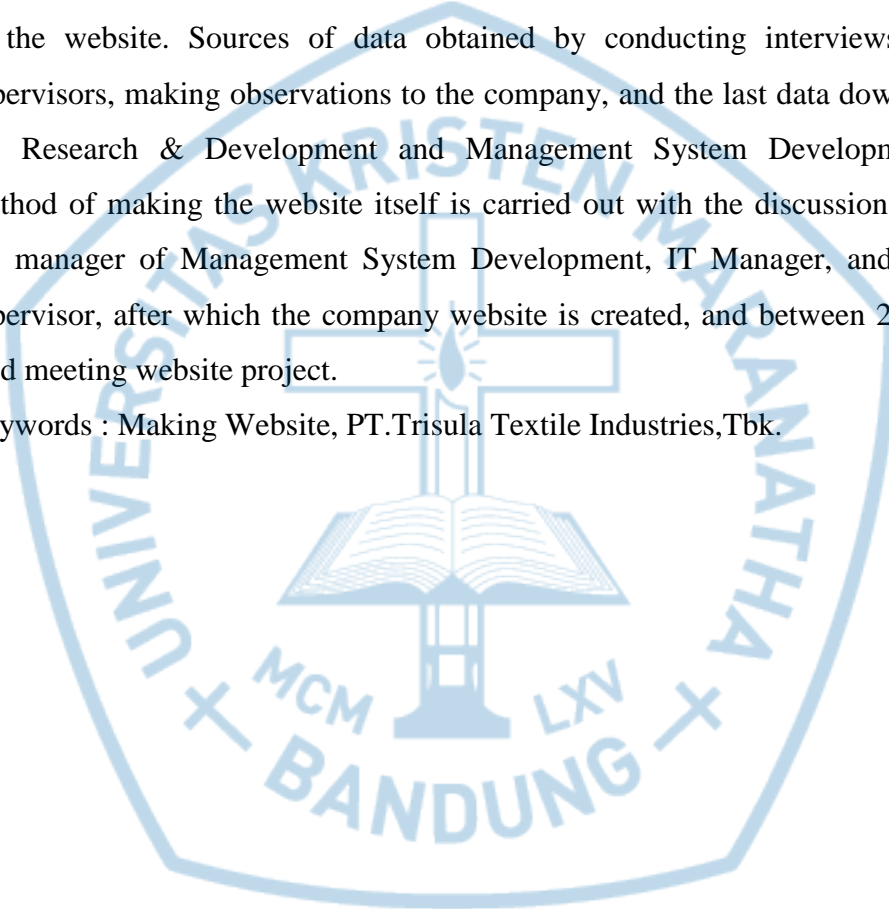 the website. Sources of data obtained by conducting interviews
pervisors, making observations to the company, and the last data dow
Research & Development and Management System Developm
thod of making the website itself is carried out with the discussion
manager of Management System Development, IT Manager, and
pervisor, after which the company website is created, and between 2
d meeting website project.
ywords : Making Website, PT.Trisula Textile Industries,Tbk.
UNIVERSITAS KRISTEN MARANATHA
MCM LXV
BANDUNG